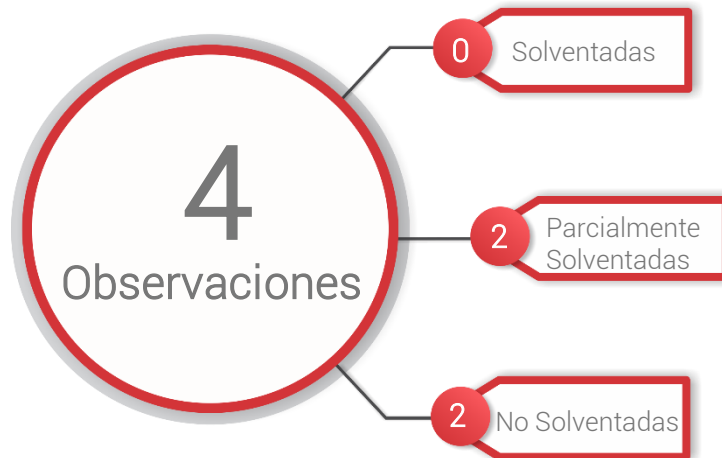 4
Observaciones
0
Solventadas
2
Parcialmente
Solventadas
2
No Solventadas